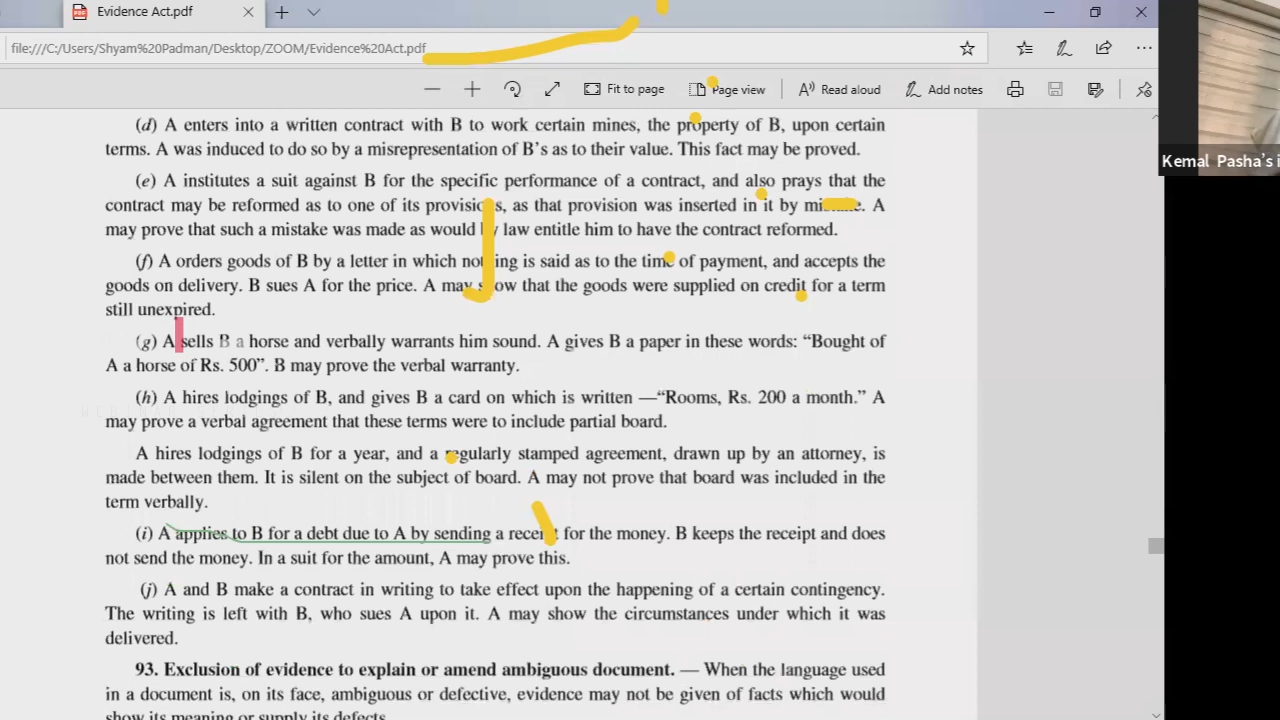 Evidence Act.pdf
file:///C:/Users/Shyam%20Padman/Desktop/ZOOM/Evidence%20Act.pdf
Fit to page
Page view
Read aloud
Add notes
Kemal Pasha's i
(d) A enters into a written contract with B to work certain mines, the property of B, upon certain
terms. A was induced to do so by a misrepresentation of B's as to their value. This fact may be proved.
(e) A institutes a suit against B for the specific performance of a contract, and also prays that the
contract may be reformed as to one of its provisions, as that provision was inserted in it by mistake. A
may prove that such a mistake was made as would by law entitle him to have the contract reformed.
(f) A orders goods of B by a letter in which nothing is said as to the time of payment, and accepts the
goods on delivery. B sues A for the price. A may show that the goods were supplied on credit for a term
still unexpired.
(g) A sells B a horse and verbally warrants him sound. A gives B a paper in these words: “Bought of
A a horse of Rs. 500”. B may prove the verbal warranty.
(h) A hires lodgings of B, and gives B a card on which is written —“Rooms, Rs. 200 a month.” A
may prove a verbal agreement that these terms were to include partial board.
A hires lodgings of B for a year, and a regularly stamped agreement, drawn up by an attorney, is
made between them. It is silent on the subject of board. A may not prove that board was included in the
term verbally.
(i) A applies to B for a debt due to A by sending a receipt for the money. B keeps the receipt and does
not send the money. In a suit for the amount, A may prove this.
(j) A and B make a contract in writing to take effect upon the happening of a certain contingency.
The writing is left with B, who sues A upon it. A may show the circumstances under which it was
delivered.
93. Exclusion of evidence to explain or amend ambiguous document. — When the language used
in a document is, on its face, ambiguous or defective, evidence may not be given of facts which would
show its meaning or supply its defects.